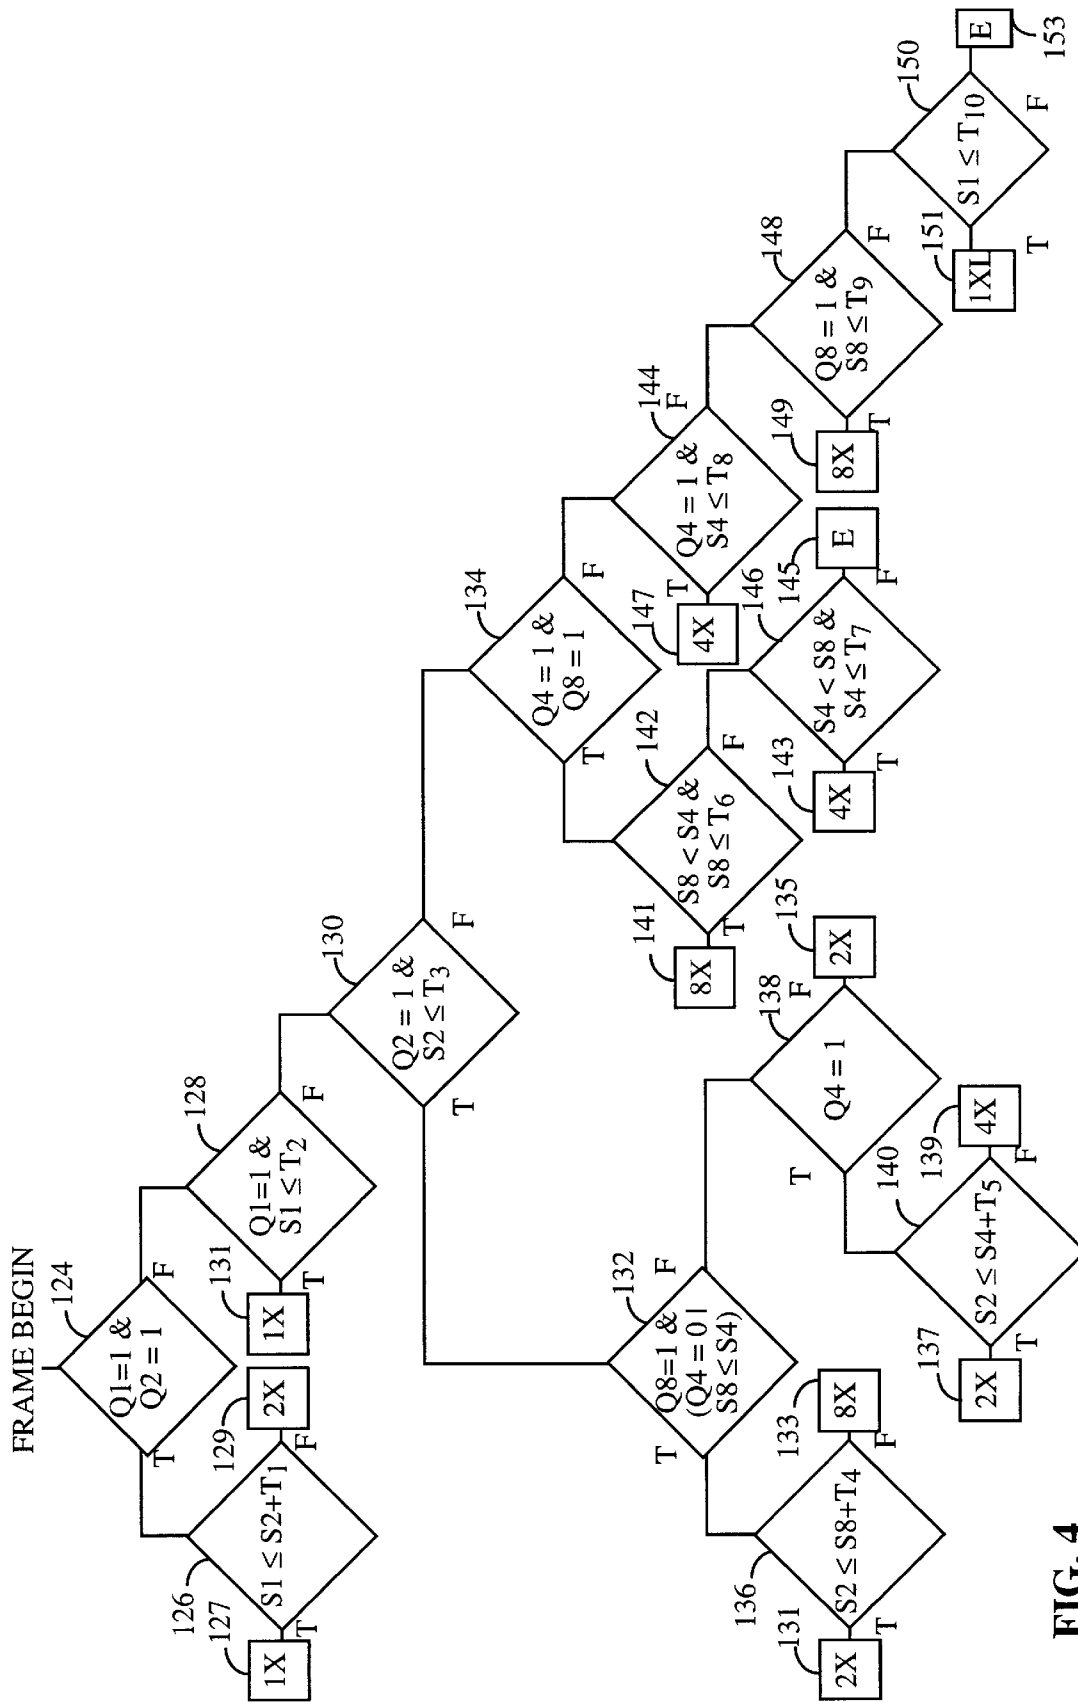 FRAME BEGIN
124
Q1=1 &
Q2 = 1
T
F
126
S1 ≤ S2+T1
T
F
127
1X
129
2X
128
Q1=1 &
S1 ≤ T2
T
F
131
1X
130
Q2 = 1 &
S2 ≤ T3
T
F
132
Q8=1 &
(Q4 = 0 |
S8 ≤ S4)
T
F
136
S2 ≤ S8+T4
T
F
131
2X
133
8X
138
Q4 = 1
T
F
135
2X
140
S2 ≤ S4+T5
T
F
137
2X
139
4X
134
Q4 = 1 &
Q8 = 1
T
F
142
S8 < S4 &
S8 ≤ T6
T
F
141
8X
146
S4 < S8 &
S4 ≤ T7
T
F
143
4X
145
E
144
Q4 = 1 &
S4 ≤ T8
T
F
147
4X
148
Q8 = 1 &
S8 ≤ T9
T
F
149
8X
150
S1 ≤ T10
T
F
151
1XL
153
E
FIG. 4